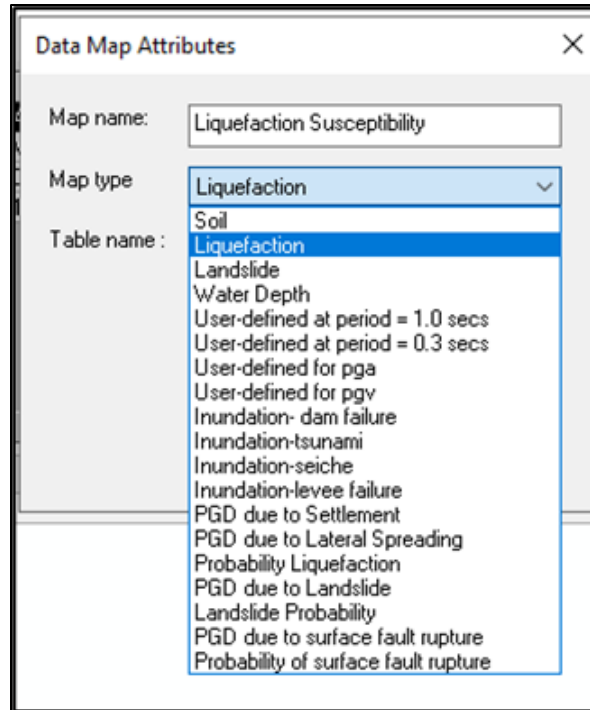 Data Map Attributes
Map name: Liquefaction Susceptibility
Map type Liquefaction
Table name :
Soil
Liquefaction
Landslide
Water Depth
User-defined at period = 1.0 secs
User-defined at period = 0.3 secs
User-defined for pga
User-defined for pgv
Inundation- dam failure
Inundation-tsunami
Inundation-seiche
Inundation-levee failure
PGD due to Settlement
PGD due to Lateral Spreading
Probability Liquefaction
PGD due to Landslide
Landslide Probability
PGD due to surface fault rupture
Probability of surface fault rupture